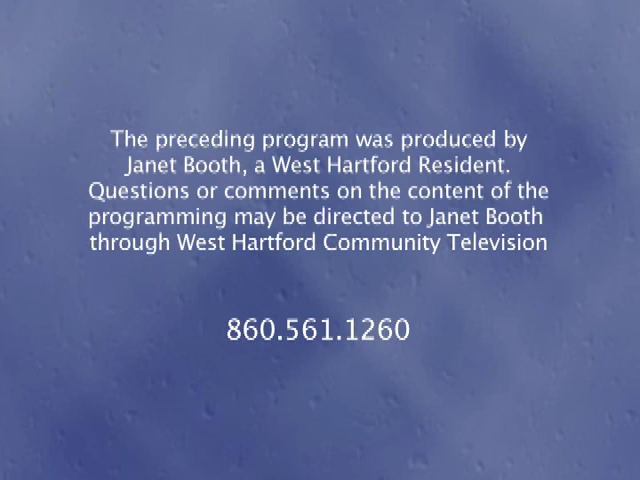 The preceding program was produced by
Janet Booth, a West Hartford Resident.
Questions or comments on the content of the
programming may be directed to Janet Booth
through West Hartford Community Television
860.561.1260